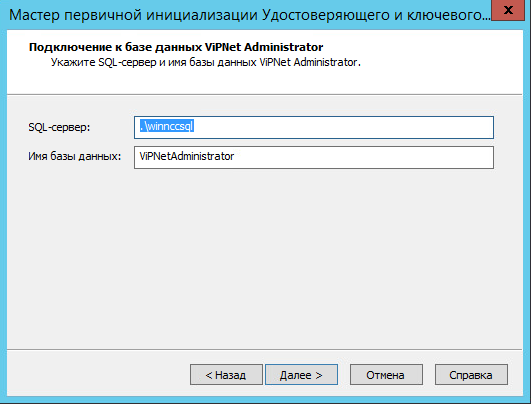 Мастер первичной инициализации Удостоверяющего и ключевого...
x
Подключение к базе данных ViPNet Administrator
Укажите SQL-сервер и имя базы данных ViPNet Administrator.
SQL-сервер: .\winnccsql
Имя базы данных: ViPNetAdministrator
< Назад Далее > Отмена Справка